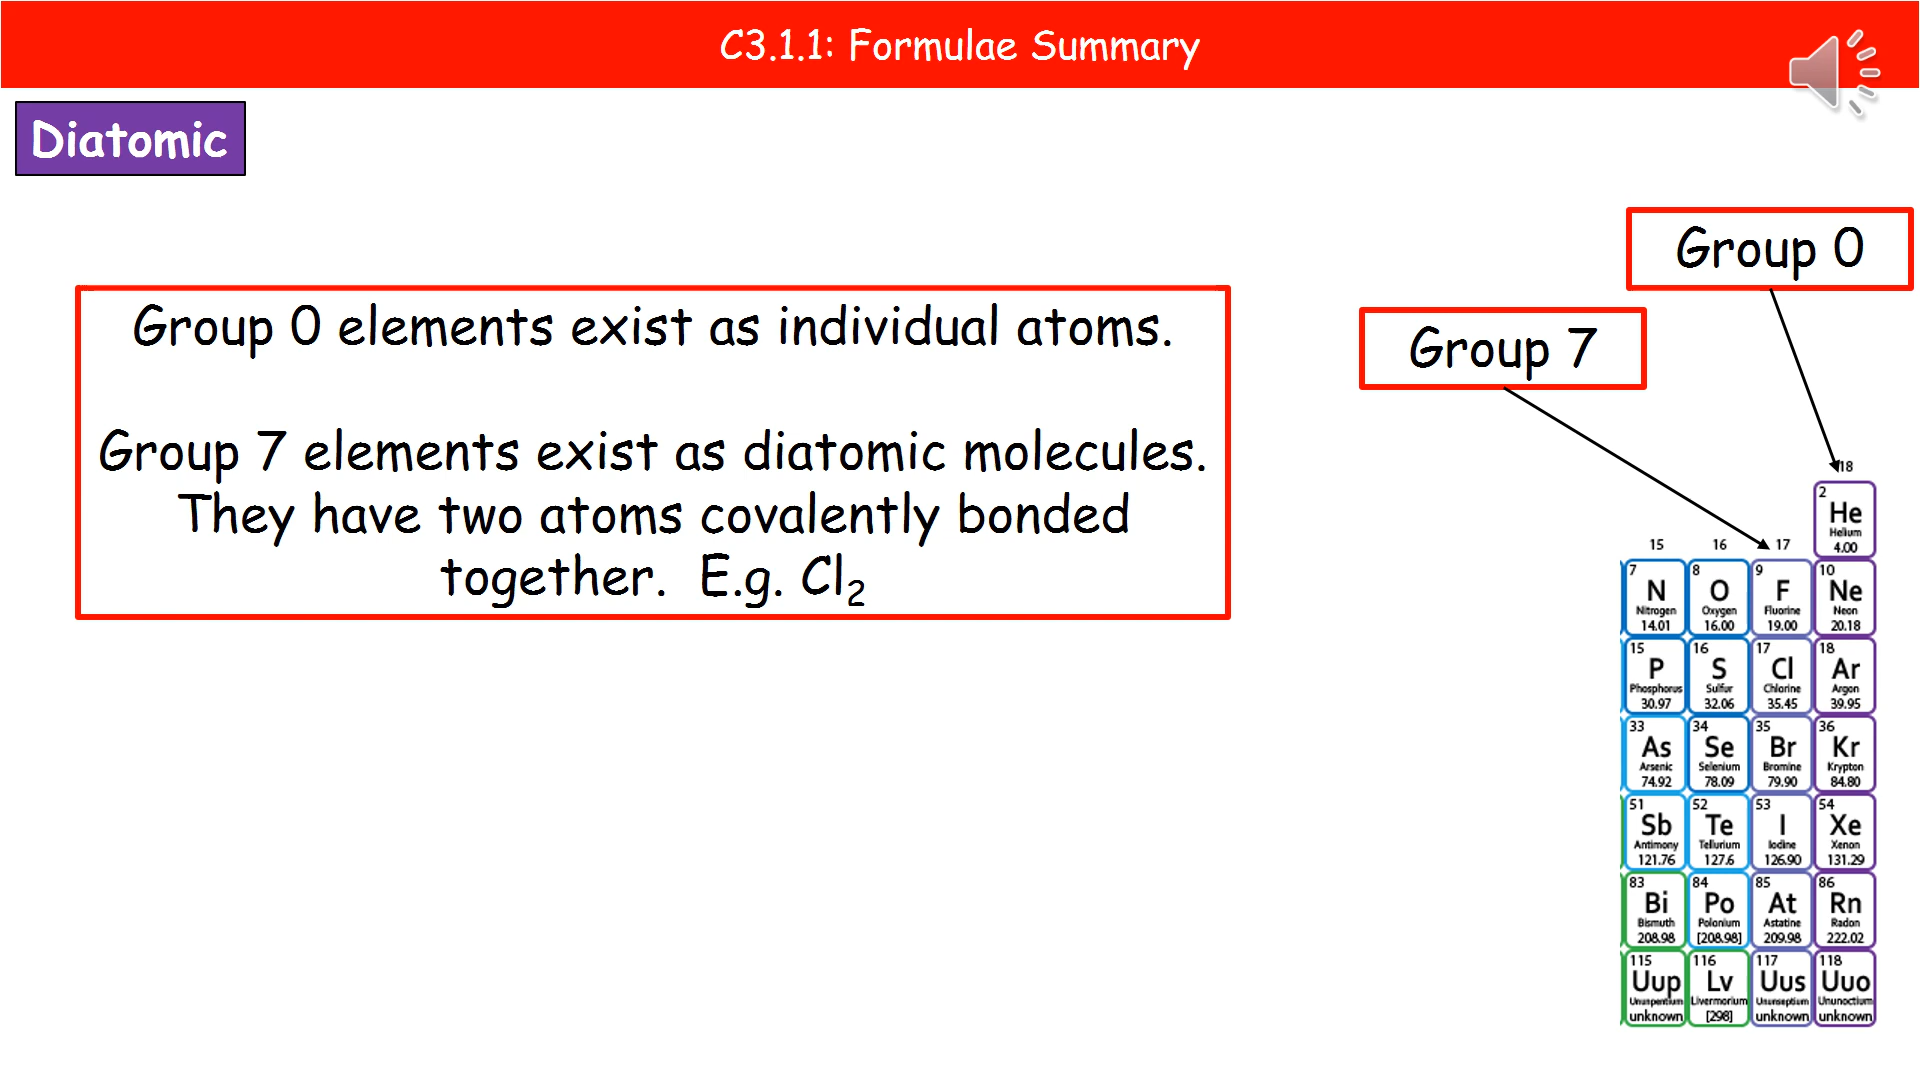 C3.1.1: Formulae Summary
Diatomic
Group 0
Group 7
Group 0 elements exist as individual atoms.
Group 7 elements exist as diatomic molecules.
They have two atoms covalently bonded
together. E.g. Cl₂
18
2
He
Helium
4.00
15 16 17
7 8 9 10
N O F Ne
Nitrogen Oxygen Fluorine Neon
14.01 16.00 19.00 20.18
15 16 17 18
P S Cl Ar
Phosphorus Sulfur Chlorine Argon
30.97 32.06 35.45 39.95
33 34 35 36
As Se Br Kr
Arsenic Selenium Bromine Krypton
74.92 78.09 79.90 84.80
51 52 53 54
Sb Te I Xe
Antimony Tellurium Iodine Xenon
121.76 127.6 126.90 131.29
83 84 85 86
Bi Po At Rn
Bismuth Polonium Astatine Radon
208.98 [208.98] 209.98 222.02
115 116 117 118
Uup Lv Uus Uuo
Ununpentium Livermorium Ununseptium Ununoctium
unknown [298] unknown unknown